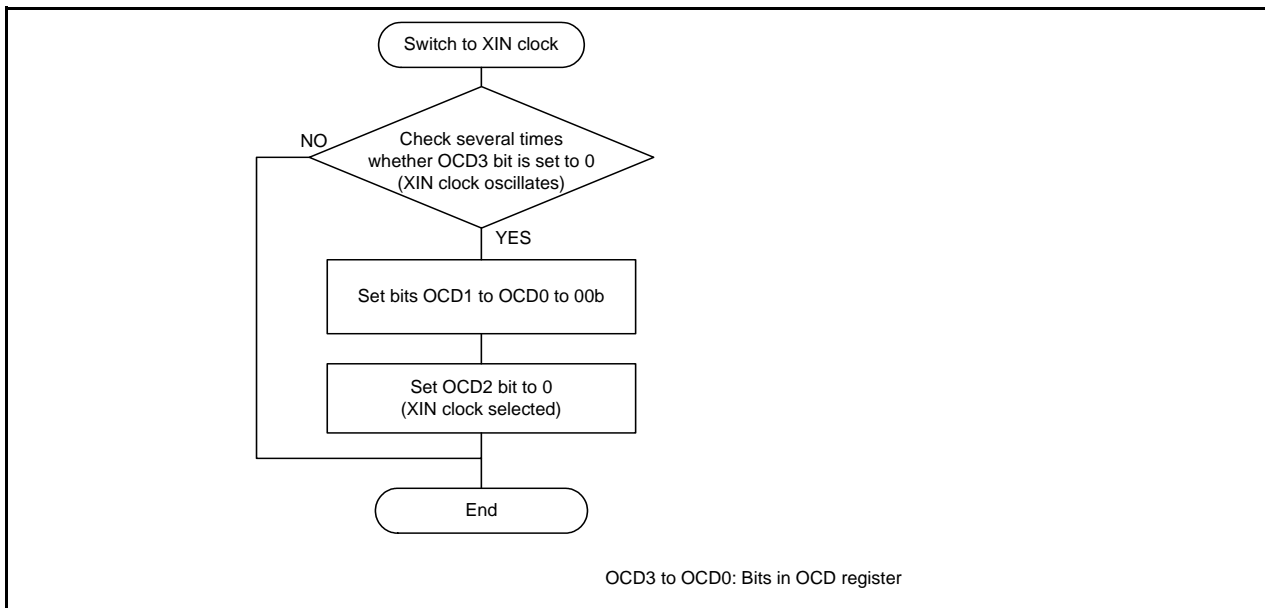 Switch to XIN clock
NO
Check several times
whether OCD3 bit is set to 0
(XIN clock oscillates)
YES
Set bits OCD1 to OCD0 to 00b
Set OCD2 bit to 0
(XIN clock selected)
End
OCD3 to OCD0: Bits in OCD register